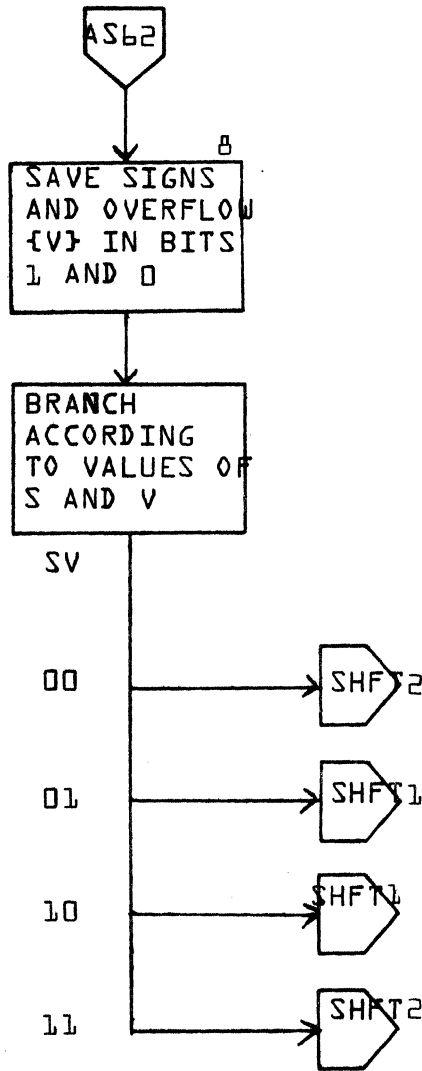 AS62
8
SAVE SIGNS
AND OVERFLOW
{V} IN BITS
1 AND 0
BRANCH
ACCORDING
TO VALUES OF
S AND V
SV
00
SHFT2
01
SHFT1
10
SHFT1
11
SHFT2